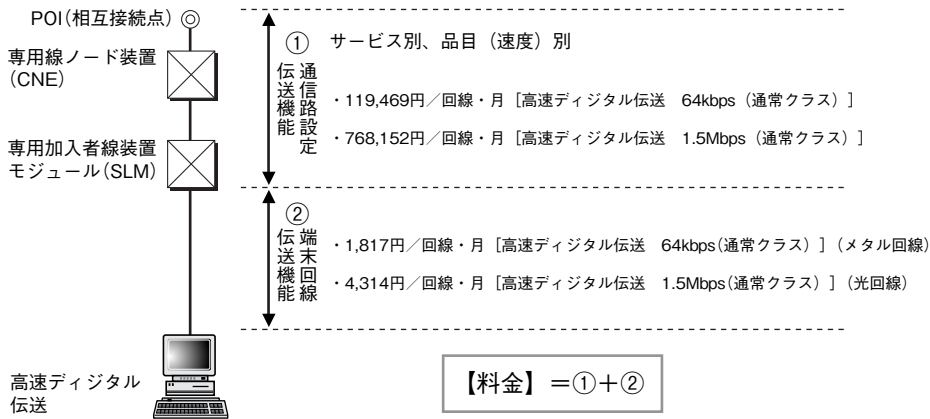 POI(相互接続点)
専用線ノード装置
(CNE)
専用加入者線装置
モジュール(SLM)
高速ディジタル
伝送
①
通信路設定
伝送機能
サービス別、品目（速度）別
・119,469円／回線・月［高速ディジタル伝送　64kbps（通常クラス）］
・768,152円／回線・月［高速ディジタル伝送　1.5Mbps（通常クラス）］
②
端末回線
伝送機能
・1,817円／回線・月［高速ディジタル伝送　64kbps(通常クラス)］(メタル回線)
・4,314円／回線・月［高速ディジタル伝送　1.5Mbps(通常クラス)］(光回線)
【料金】＝①＋②